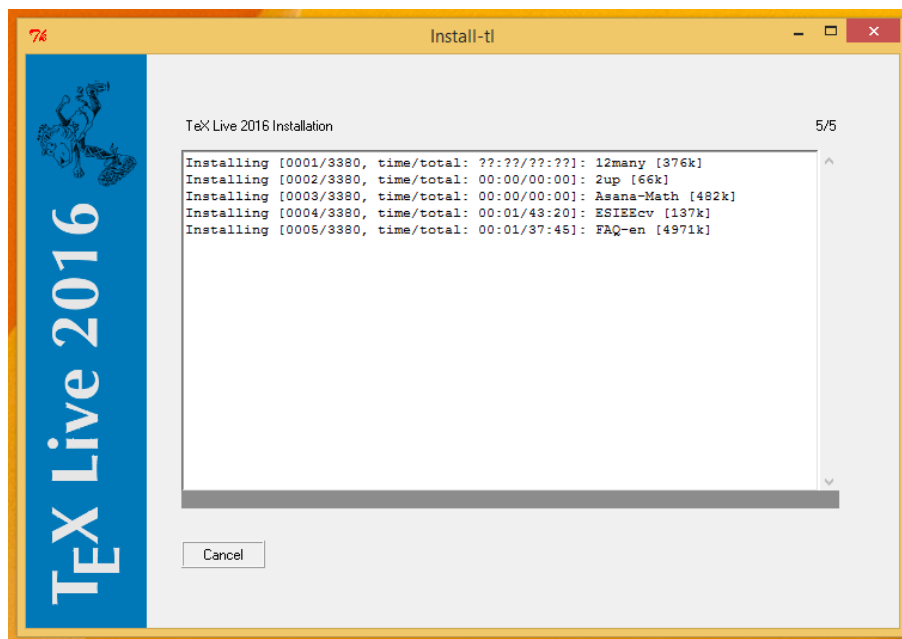 Install-tl
TeX Live 2016
TeX Live 2016 Installation
5/5
Installing [0001/3380, time/total: ??:??/??:??]: 12many [376k]
Installing [0002/3380, time/total: 00:00/00:00]: 2up [66k]
Installing [0003/3380, time/total: 00:00/00:00]: Asana-Math [482k]
Installing [0004/3380, time/total: 00:01/43:20]: ESIEEcv [137k]
Installing [0005/3380, time/total: 00:01/37:45]: FAQ-en [4971k]
Cancel